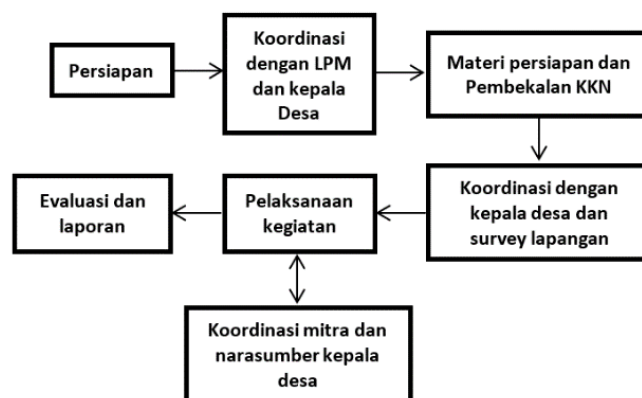 Persiapan
Koordinasi
dengan LPM
dan kepala
Desa
Materi persiapan dan
Pembekalan KKN
Koordinasi dengan
kepala desa dan
survey lapangan
Pelaksanaan
kegiatan
Evaluasi dan
laporan
Koordinasi mitra dan
narasumber kepala
desa